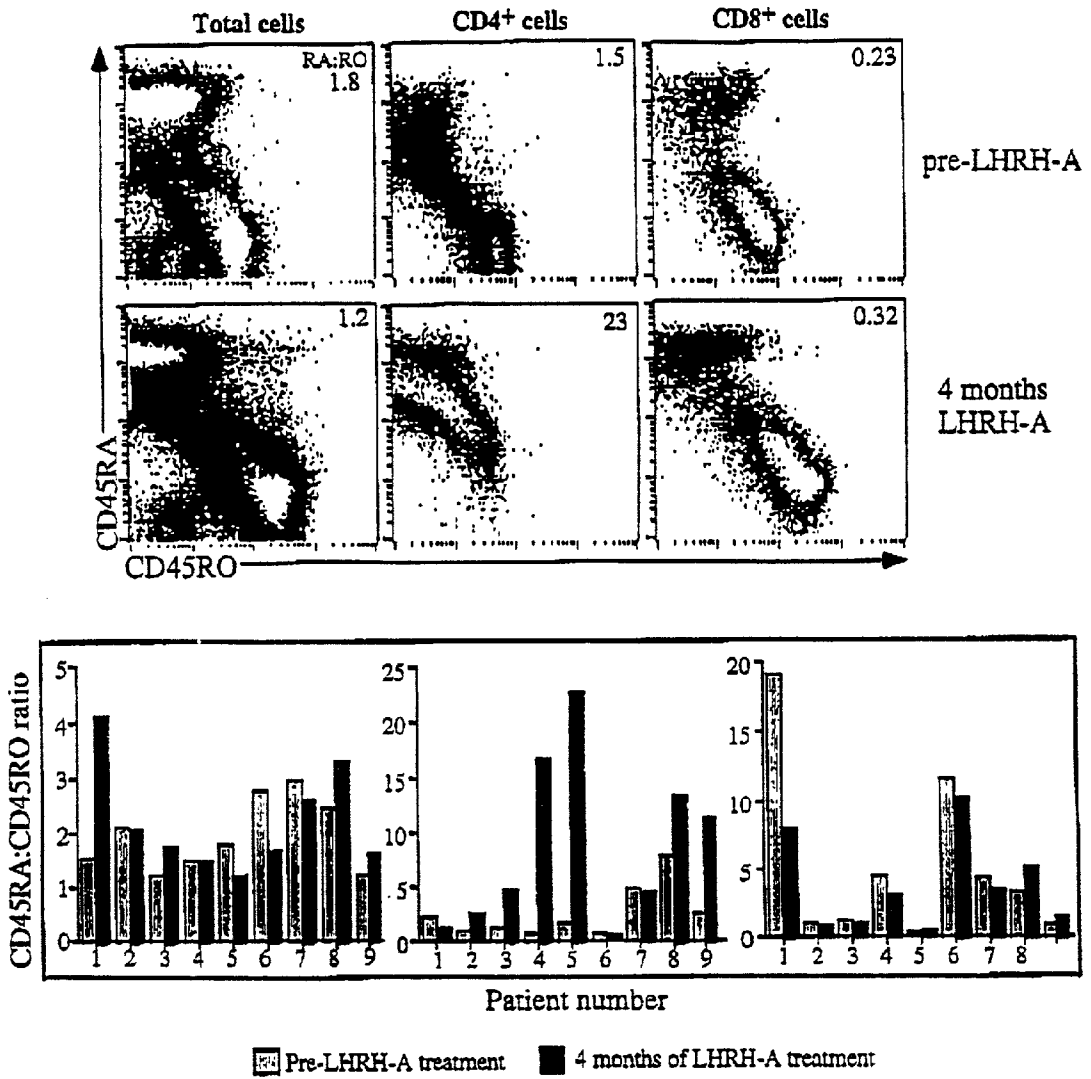 Total cells CD4+ cells CD8+ cells
RA:RO
1.8 1.5 0.23
pre-LHRH-A
1.2 23 0.32
4 months
LHRH-A
CD45RA
CD45RO
CD45RA:CD45RO ratio
5
4
3
2
1
0
1 2 3 4 5 6 7 8 9
25
20
15
10
5
0
1 2 3 4 5 6 7 8 9
20
15
10
5
0
1 2 3 4 5 6 7 8
Patient number
Pre-LHRH-A treatment 4 months of LHRH-A treatment